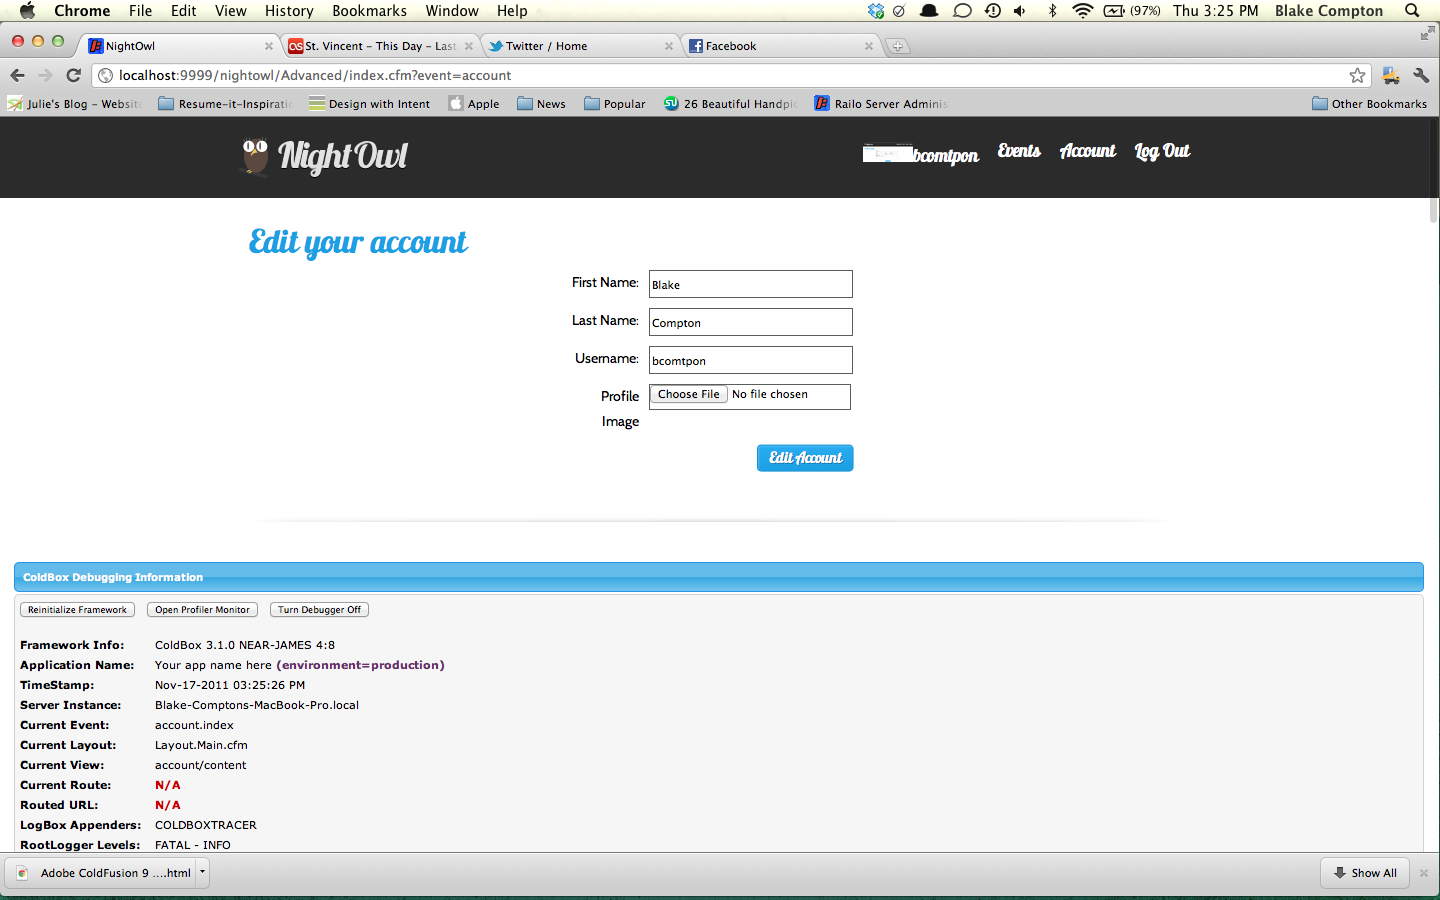 Chrome File Edit View History Bookmarks Window Help (97%) Thu 3:25 PM Blake Compton
NightOwl St. Vincent – This Day – Last. Twitter / Home Facebook
localhost:9999/nightowl/Advanced/index.cfm?event=account
Julie's Blog – Website Resume-it-Inspiratio Design with Intent Apple News Popular 26 Beautiful Handpic Railo Server Adminis Other Bookmarks
NightOwl bcomtpon Events Account Log Out
Edit your account
First Name: Blake
Last Name: Compton
Username: bcomtpon
Profile Choose File No file chosen
Image
Edit Account
ColdBox Debugging Information
Reinitialize Framework Open Profiler Monitor Turn Debugger Off
Framework Info: ColdBox 3.1.0 NEAR-JAMES 4:8
Application Name: Your app name here (environment=production)
TimeStamp: Nov-17-2011 03:25:26 PM
Server Instance: Blake-Comptons-MacBook-Pro.local
Current Event: account.index
Current Layout: Layout.Main.cfm
Current View: account/content
Current Route: N/A
Routed URL: N/A
LogBox Appenders: COLDBOXTRACER
RootLogger Levels: FATAL - INFO
Adobe ColdFusion 9 ....html Show All